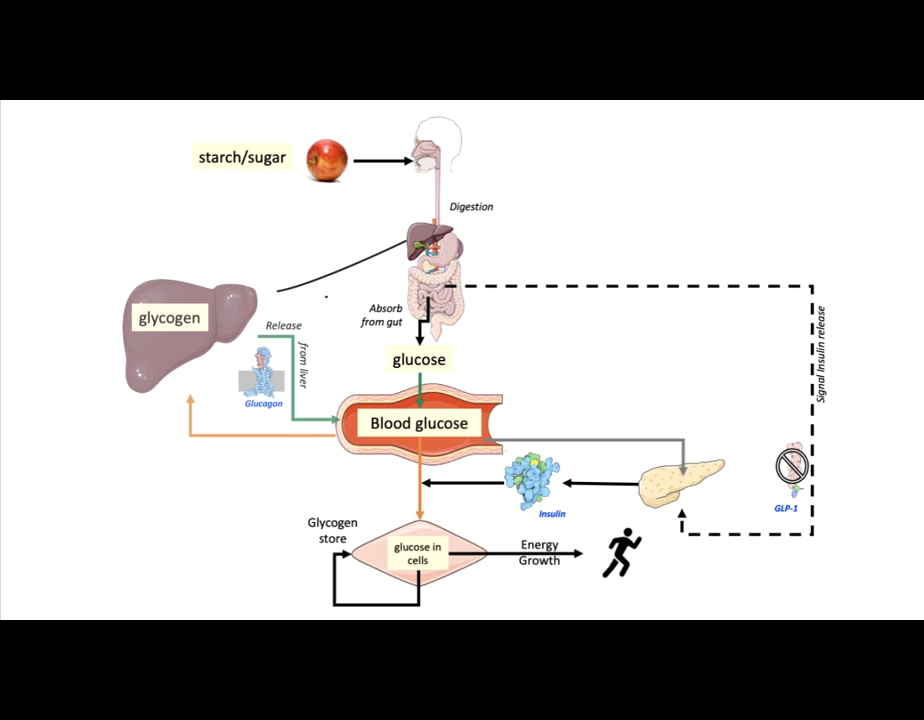 starch/sugar
Digestion
glycogen
Absorb
from gut
Release
from liver
Glucagon
glucose
Blood glucose
Signal Insulin release
Insulin
GLP-1
Glycogen
store
glucose in
cells
Energy
Growth